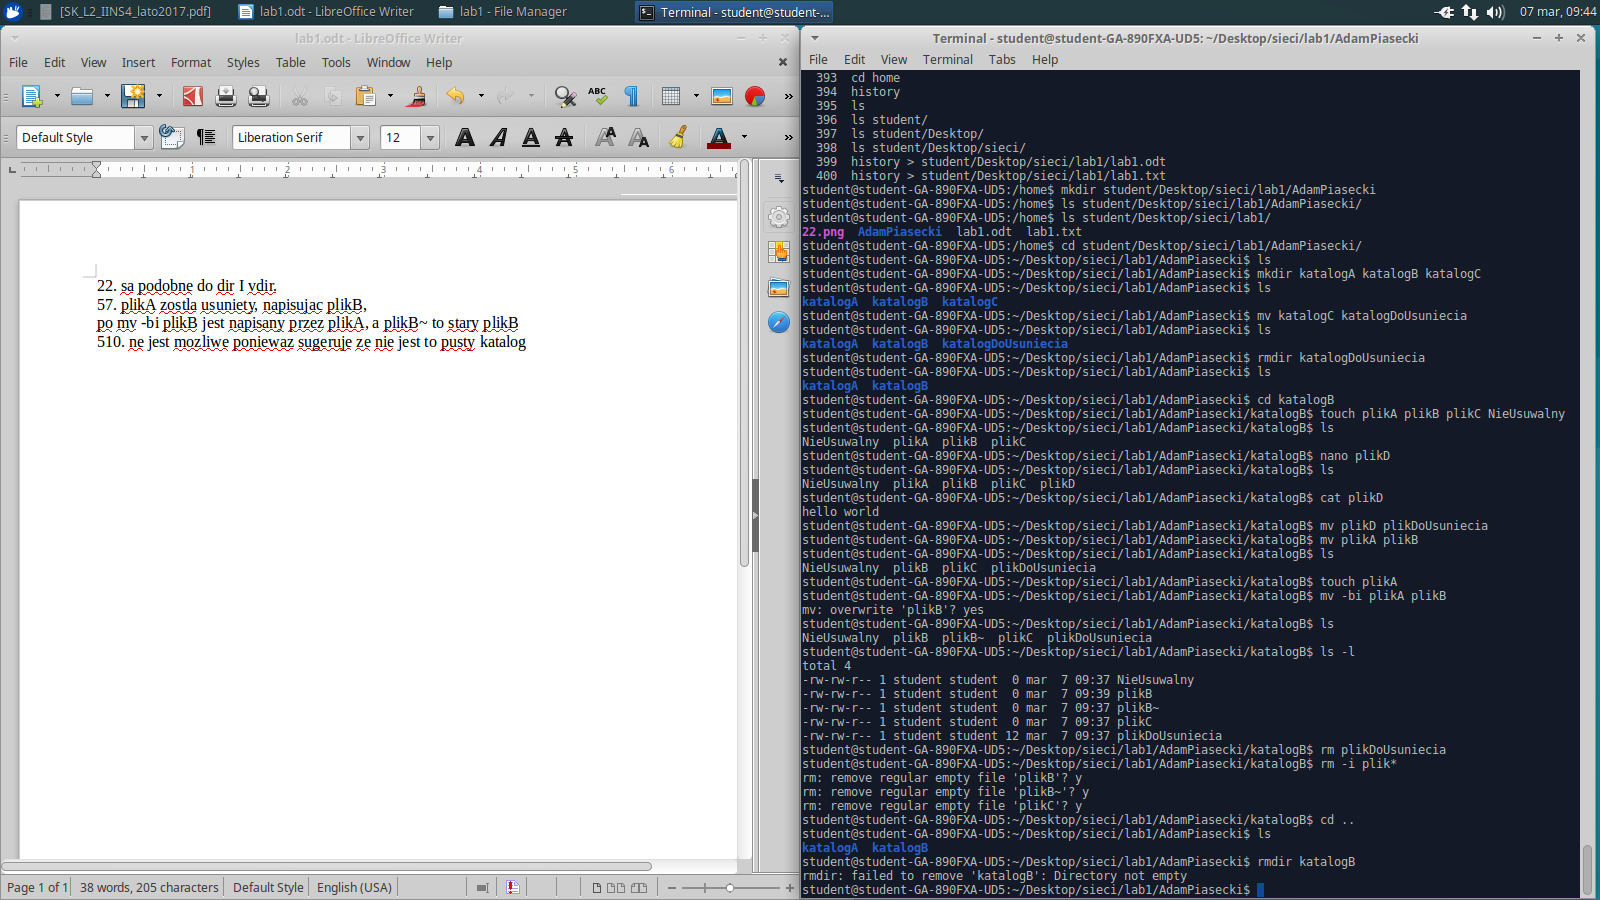 [SK_L2_IINS4_lato2017.pdf]
lab1.odt - LibreOffice Writer
lab1 - File Manager
Terminal - student@student-...
07 mar, 09:44
lab1.odt - LibreOffice Writer
File Edit View Insert Format Styles Table Tools Window Help
Default Style
Liberation Serif
12
1 2 3 4 5 6
22. sa podobne do dir I vdir.
57. plikA zostla usuniety, napisujac plikB,
po mv -bi plikB jest napisany przez plikA, a plikB~ to stary plikB
510. ne jest mozliwe poniewaz sugeruje ze nie jest to pusty katalog
Page 1 of 1
38 words, 205 characters
Default Style
English (USA)
Terminal - student@student-GA-890FXA-UD5: ~/Desktop/sieci/lab1/AdamPiasecki
File Edit View Terminal Tabs Help
393 cd home
394 history
395 ls
396 ls student/
397 ls student/Desktop/
398 ls student/Desktop/sieci/
399 history > student/Desktop/sieci/lab1/lab1.odt
400 history > student/Desktop/sieci/lab1/lab1.txt
student@student-GA-890FXA-UD5:/home$ mkdir student/Desktop/sieci/lab1/AdamPiasecki
student@student-GA-890FXA-UD5:/home$ ls student/Desktop/sieci/lab1/AdamPiasecki/
student@student-GA-890FXA-UD5:/home$ ls student/Desktop/sieci/lab1/
22.png AdamPiasecki lab1.odt lab1.txt
student@student-GA-890FXA-UD5:/home$ cd student/Desktop/sieci/lab1/AdamPiasecki/
student@student-GA-890FXA-UD5:~/Desktop/sieci/lab1/AdamPiasecki$ ls
student@student-GA-890FXA-UD5:~/Desktop/sieci/lab1/AdamPiasecki$ mkdir katalogA katalogB katalogC
student@student-GA-890FXA-UD5:~/Desktop/sieci/lab1/AdamPiasecki$ ls
katalogA katalogB katalogC
student@student-GA-890FXA-UD5:~/Desktop/sieci/lab1/AdamPiasecki$ mv katalogC katalogDoUsuniecia
student@student-GA-890FXA-UD5:~/Desktop/sieci/lab1/AdamPiasecki$ ls
katalogA katalogB katalogDoUsuniecia
student@student-GA-890FXA-UD5:~/Desktop/sieci/lab1/AdamPiasecki$ rmdir katalogDoUsuniecia
student@student-GA-890FXA-UD5:~/Desktop/sieci/lab1/AdamPiasecki$ ls
katalogA katalogB
student@student-GA-890FXA-UD5:~/Desktop/sieci/lab1/AdamPiasecki$ cd katalogB
student@student-GA-890FXA-UD5:~/Desktop/sieci/lab1/AdamPiasecki/katalogB$ touch plikA plikB plikC NieUsuwalny
student@student-GA-890FXA-UD5:~/Desktop/sieci/lab1/AdamPiasecki/katalogB$ ls
NieUsuwalny plikA plikB plikC
student@student-GA-890FXA-UD5:~/Desktop/sieci/lab1/AdamPiasecki/katalogB$ nano plikD
student@student-GA-890FXA-UD5:~/Desktop/sieci/lab1/AdamPiasecki/katalogB$ ls
NieUsuwalny plikA plikB plikC plikD
student@student-GA-890FXA-UD5:~/Desktop/sieci/lab1/AdamPiasecki/katalogB$ cat plikD
hello world
student@student-GA-890FXA-UD5:~/Desktop/sieci/lab1/AdamPiasecki/katalogB$ mv plikD plikDoUsuniecia
student@student-GA-890FXA-UD5:~/Desktop/sieci/lab1/AdamPiasecki/katalogB$ mv plikA plikB
student@student-GA-890FXA-UD5:~/Desktop/sieci/lab1/AdamPiasecki/katalogB$ ls
NieUsuwalny plikB plikC plikDoUsuniecia
student@student-GA-890FXA-UD5:~/Desktop/sieci/lab1/AdamPiasecki/katalogB$ touch plikA
student@student-GA-890FXA-UD5:~/Desktop/sieci/lab1/AdamPiasecki/katalogB$ mv -bi plikA plikB
mv: overwrite 'plikB'? yes
student@student-GA-890FXA-UD5:~/Desktop/sieci/lab1/AdamPiasecki/katalogB$ ls
NieUsuwalny plikB plikB~ plikC plikDoUsuniecia
student@student-GA-890FXA-UD5:~/Desktop/sieci/lab1/AdamPiasecki/katalogB$ ls -l
total 4
-rw-rw-r-- 1 student student 0 mar 7 09:37 NieUsuwalny
-rw-rw-r-- 1 student student 0 mar 7 09:39 plikB
-rw-rw-r-- 1 student student 0 mar 7 09:37 plikB~
-rw-rw-r-- 1 student student 0 mar 7 09:37 plikC
-rw-rw-r-- 1 student student 12 mar 7 09:37 plikDoUsuniecia
student@student-GA-890FXA-UD5:~/Desktop/sieci/lab1/AdamPiasecki/katalogB$ rm plikDoUsuniecia
student@student-GA-890FXA-UD5:~/Desktop/sieci/lab1/AdamPiasecki/katalogB$ rm -i plik*
rm: remove regular empty file 'plikB'? y
rm: remove regular empty file 'plikB~'? y
rm: remove regular empty file 'plikC'? y
student@student-GA-890FXA-UD5:~/Desktop/sieci/lab1/AdamPiasecki/katalogB$ cd ..
student@student-GA-890FXA-UD5:~/Desktop/sieci/lab1/AdamPiasecki$ ls
katalogA katalogB
student@student-GA-890FXA-UD5:~/Desktop/sieci/lab1/AdamPiasecki$ rmdir katalogB
rmdir: failed to remove 'katalogB': Directory not empty
student@student-GA-890FXA-UD5:~/Desktop/sieci/lab1/AdamPiasecki$